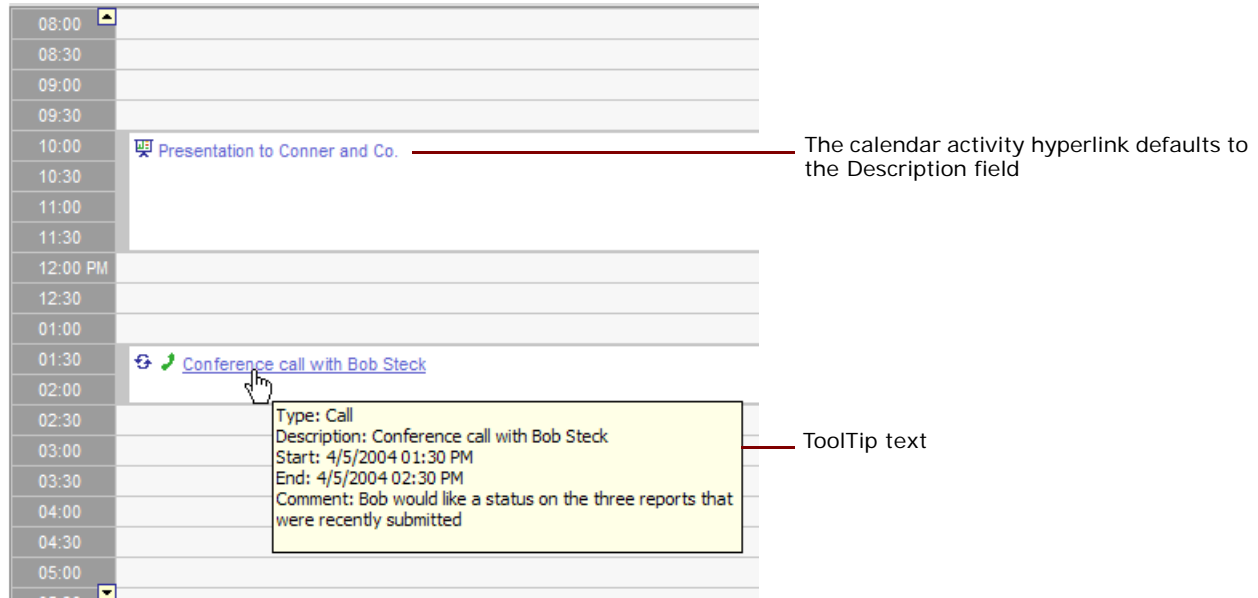 08:00
08:30
09:00
09:30
10:00 Presentation to Conner and Co.
The calendar activity hyperlink defaults to
the Description field
10:30
11:00
11:30
12:00 PM
12:30
01:00
01:30 Conference call with Bob Steck
02:00
02:30
Type: Call
Description: Conference call with Bob Steck
Start: 4/5/2004 01:30 PM
End: 4/5/2004 02:30 PM
Comment: Bob would like a status on the three reports that
were recently submitted
ToolTip text
03:00
03:30
04:00
04:30
05:00